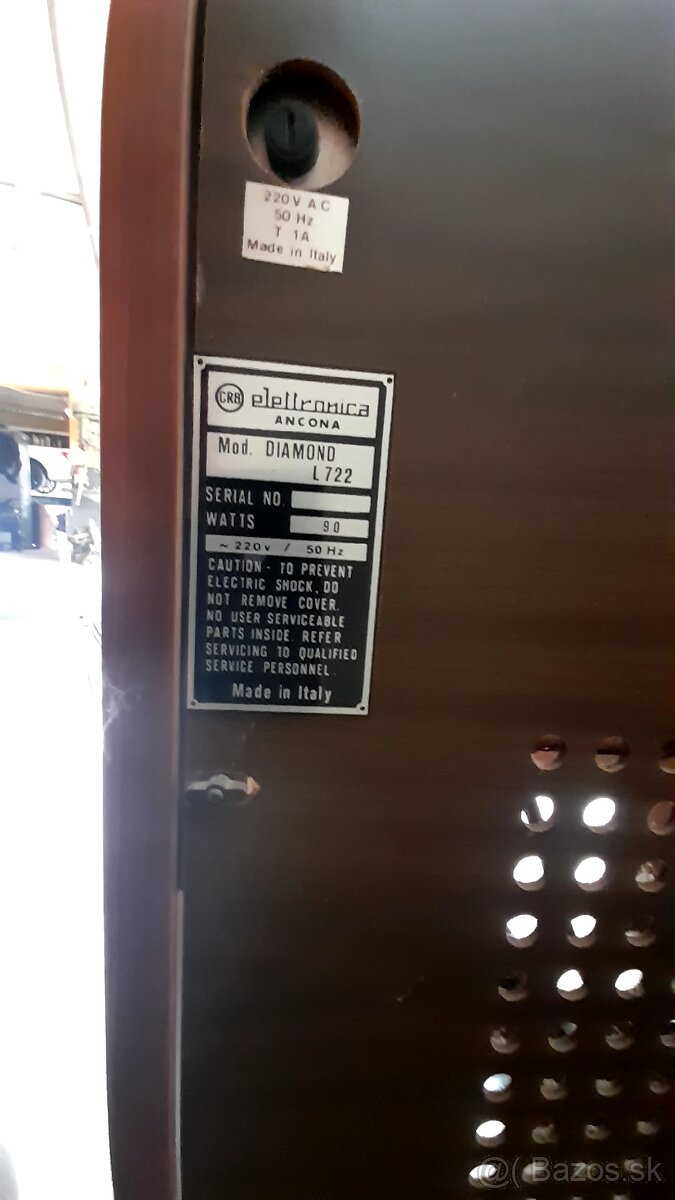 220V AC
50 Hz
T 1A
Made in Italy
CRB elettronica
ANCONA
Mod. DIAMOND
L722
SERIAL NO.
WATTS 90
~ 220v / 50 Hz
CAUTION - TO PREVENT
ELECTRIC SHOCK, DO
NOT REMOVE COVER.
NO USER SERVICEABLE
PARTS INSIDE. REFER
SERVICING TO QUALIFIED
SERVICE PERSONNEL.
Made in Italy
@( Bazos.sk